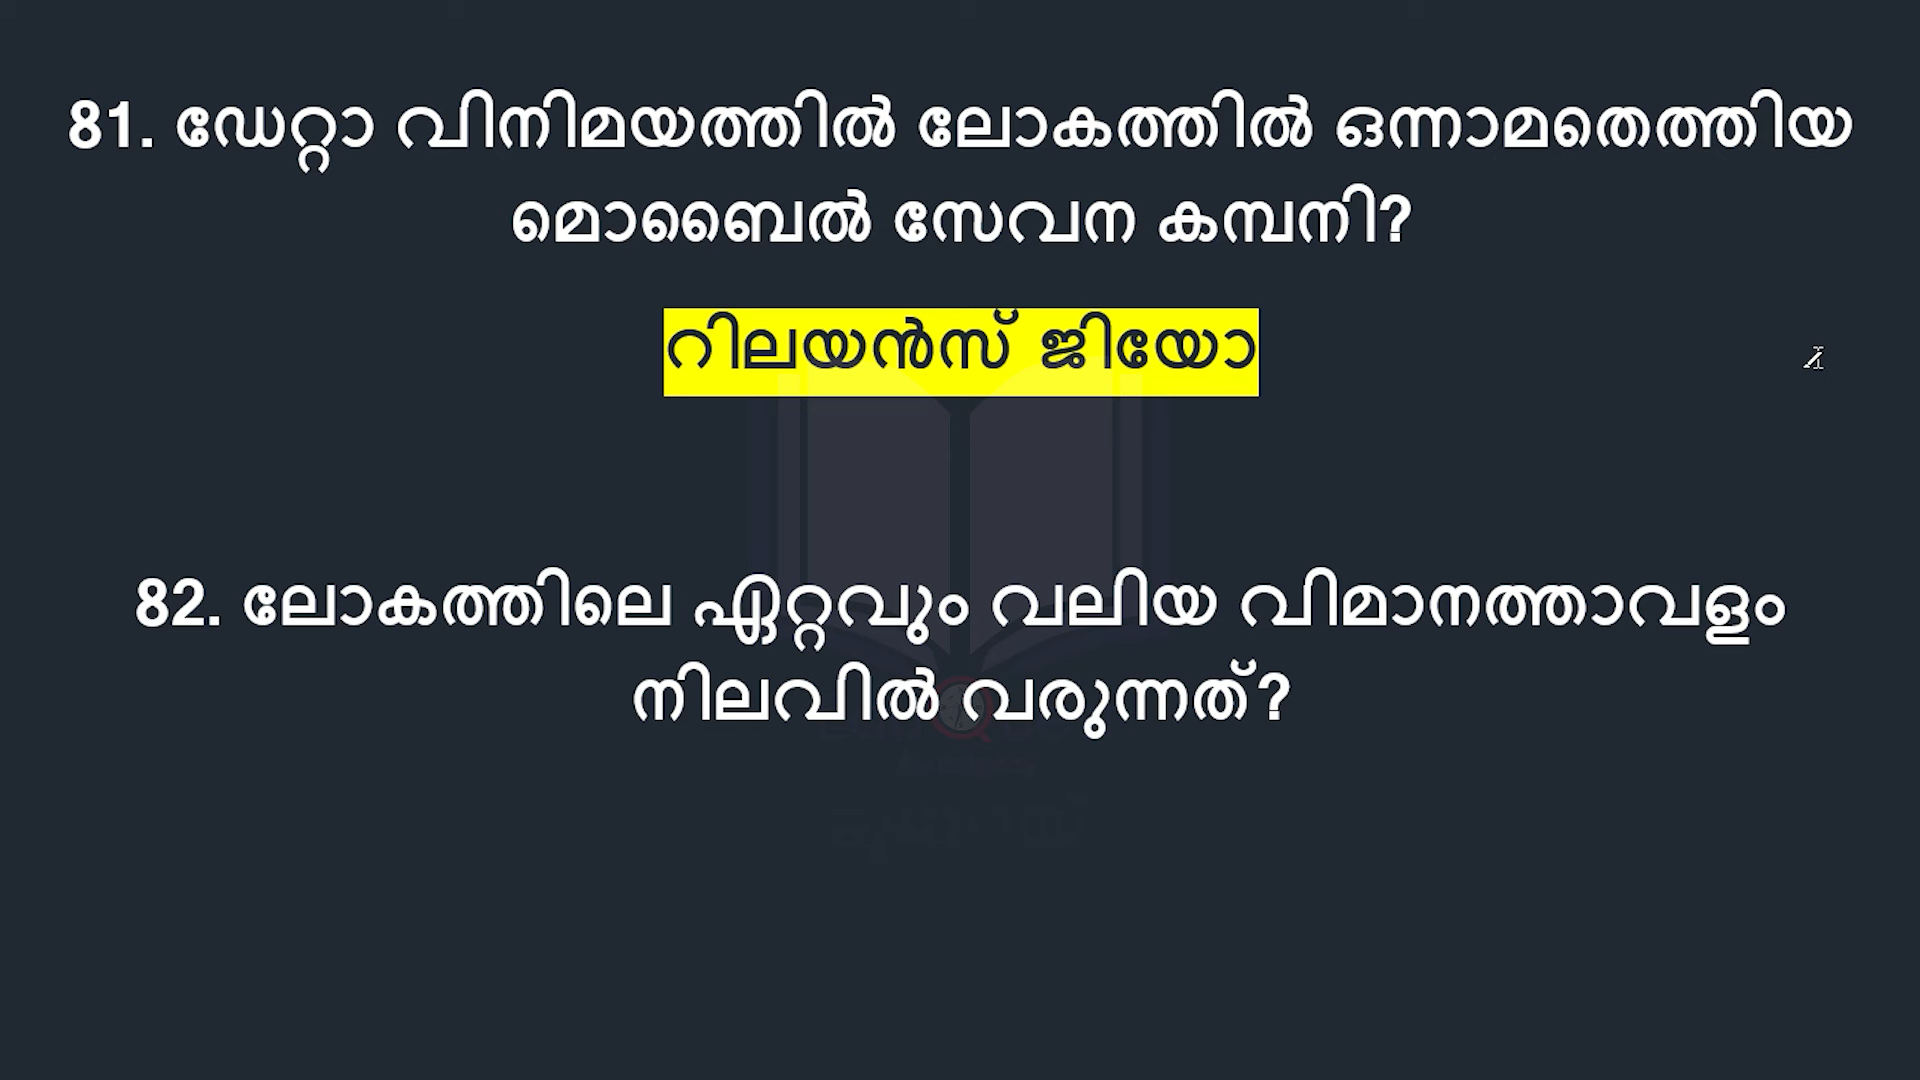 81. ഡേറ്റാ വിനിമയത്തിൽ ലോകത്തിൽ ഒന്നാമതെത്തിയ
മൊബൈൽ സേവന കമ്പനി?
റിലയൻസ് ജിയോ
82. ലോകത്തിലെ ഏറ്റവും വലിയ വിമാനത്താവളം
നിലവിൽ വരുന്നത്?